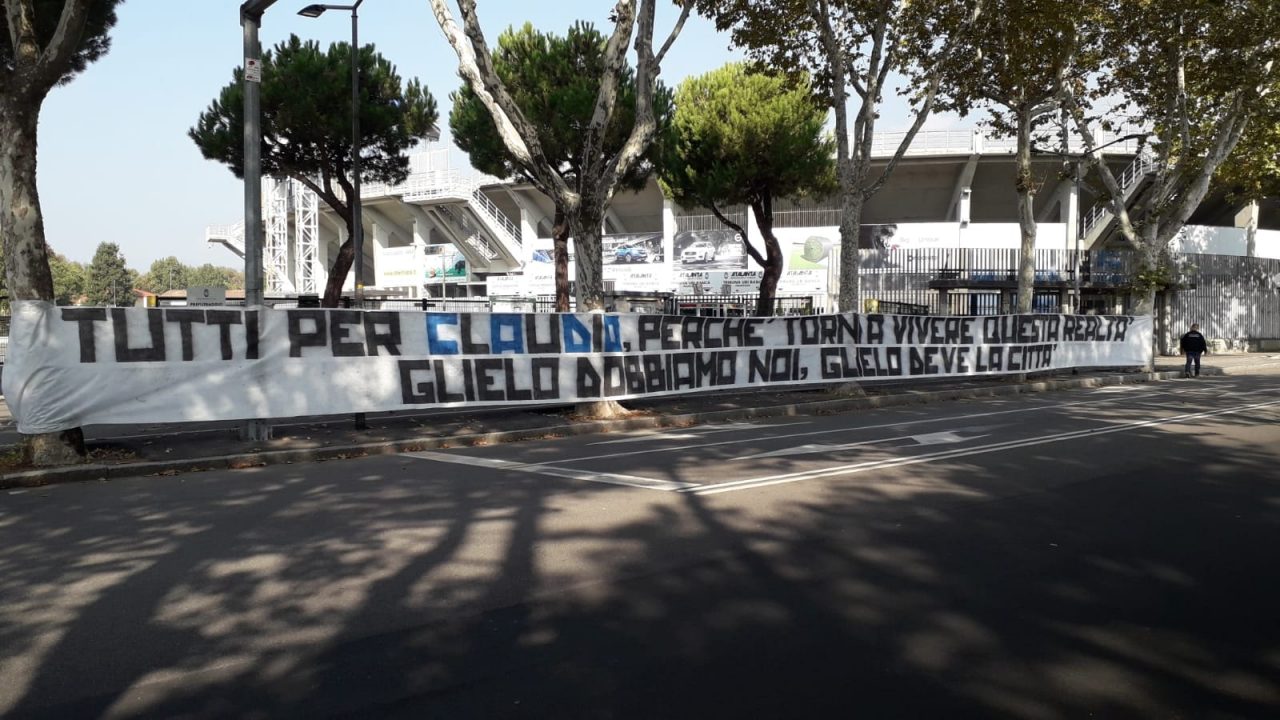 TUTTI PER CLAUDIO, PERCHE' TORNI A VIVERE QUESTA REALTA'
GLIELO DOBBIAMO NOI, GLIELO DEVE LA CITTA'